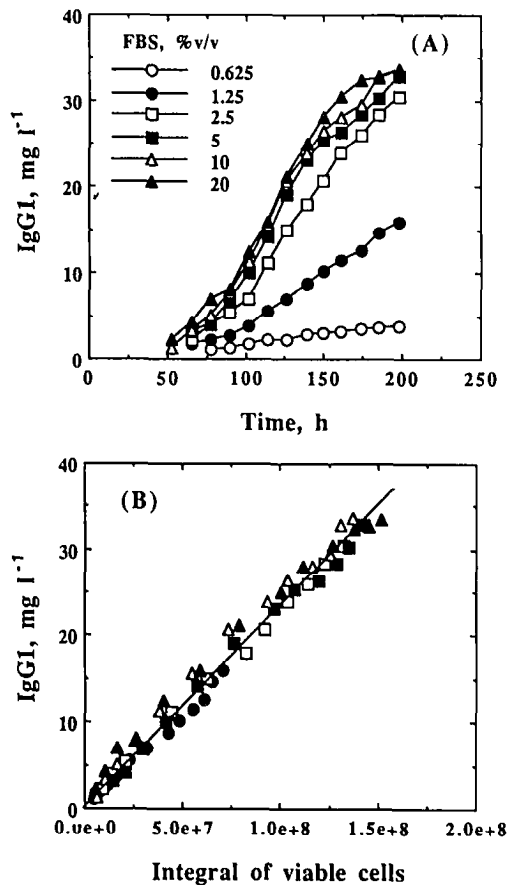 40
30
20
10
0
IgG1, mg l⁻¹
FBS, %v/v
0.625
1.25
2.5
5
10
20
(A)
0
50
100
150
200
250
Time, h
40
30
20
10
0
IgG1, mg l⁻¹
(B)
0.0e+0
5.0e+7
1.0e+8
1.5e+8
2.0e+8
Integral of viable cells